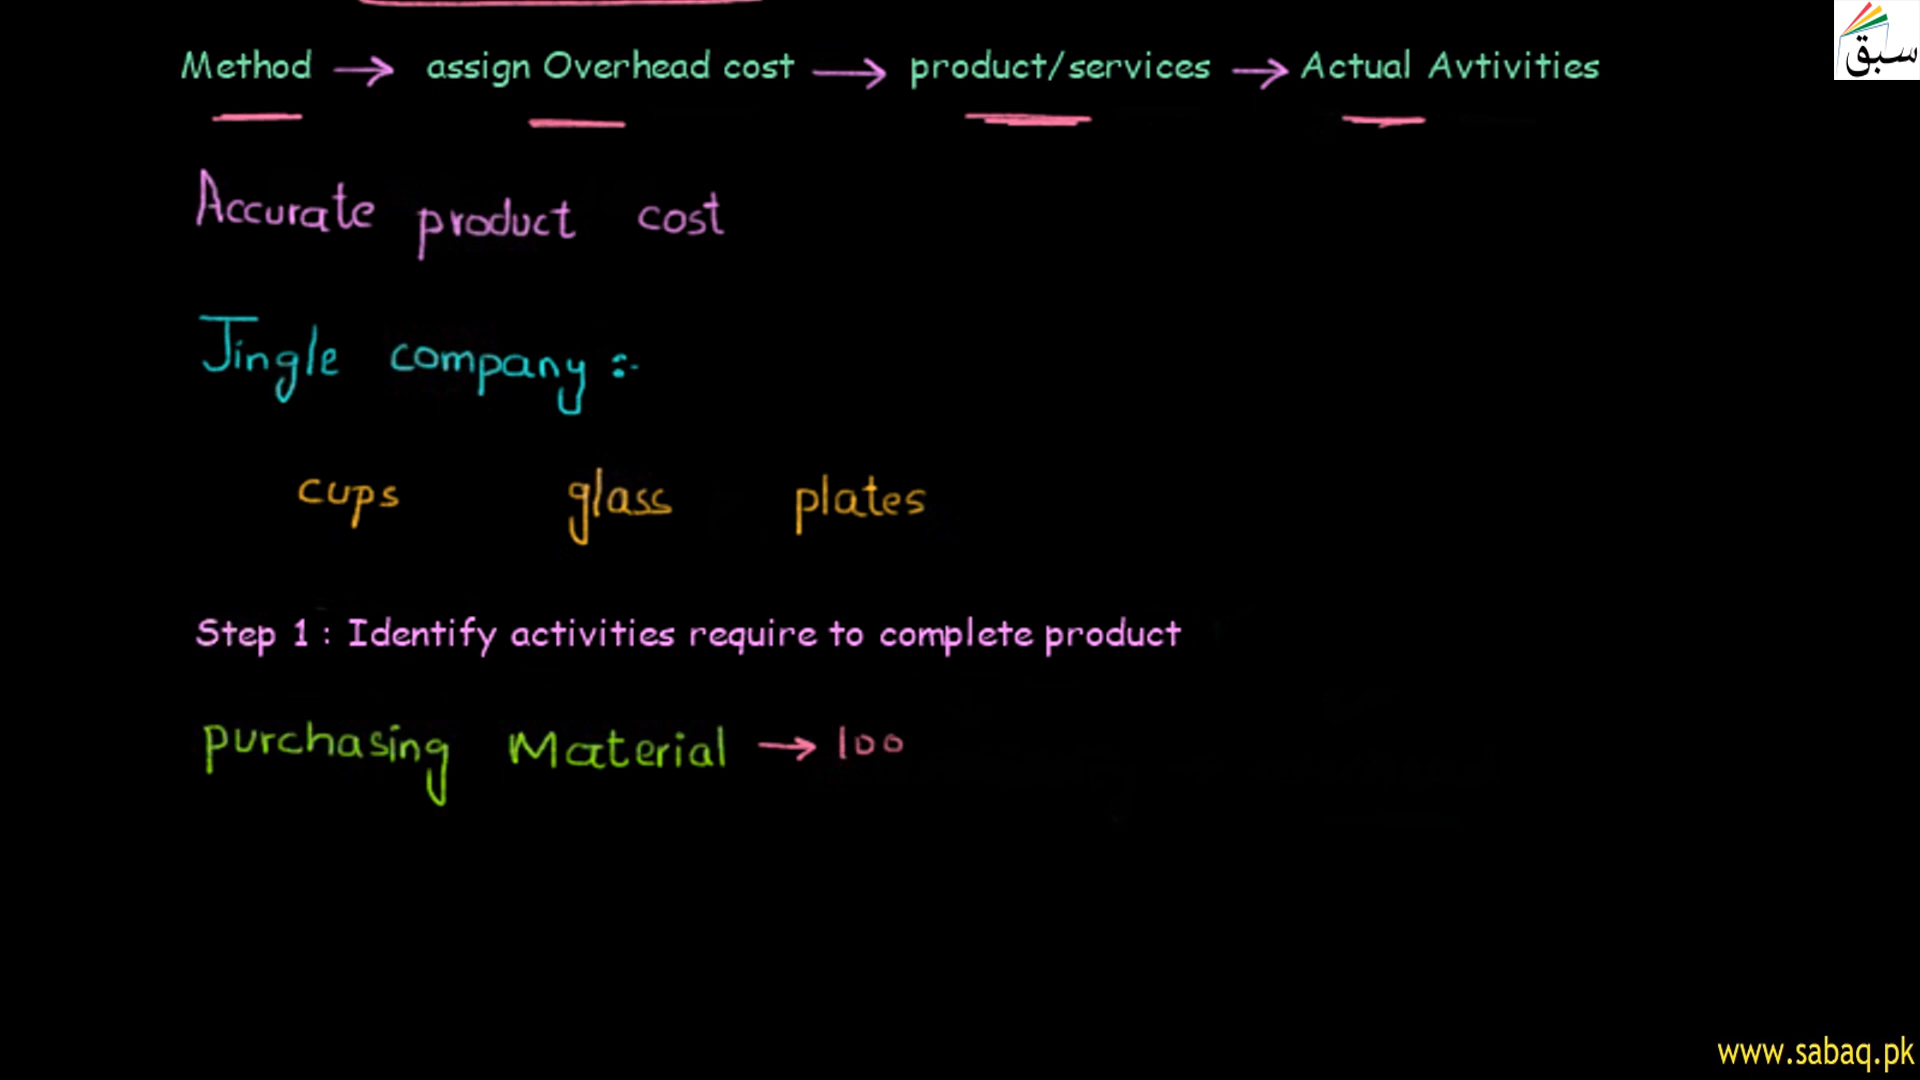 Method → assign Overhead cost → product/services → Actual Avtivities
سبق
Accurate product cost
Jingle company :-
cups glass plates
Step 1 : Identify activities require to complete product
purchasing Material → 100
www.sabaq.pk